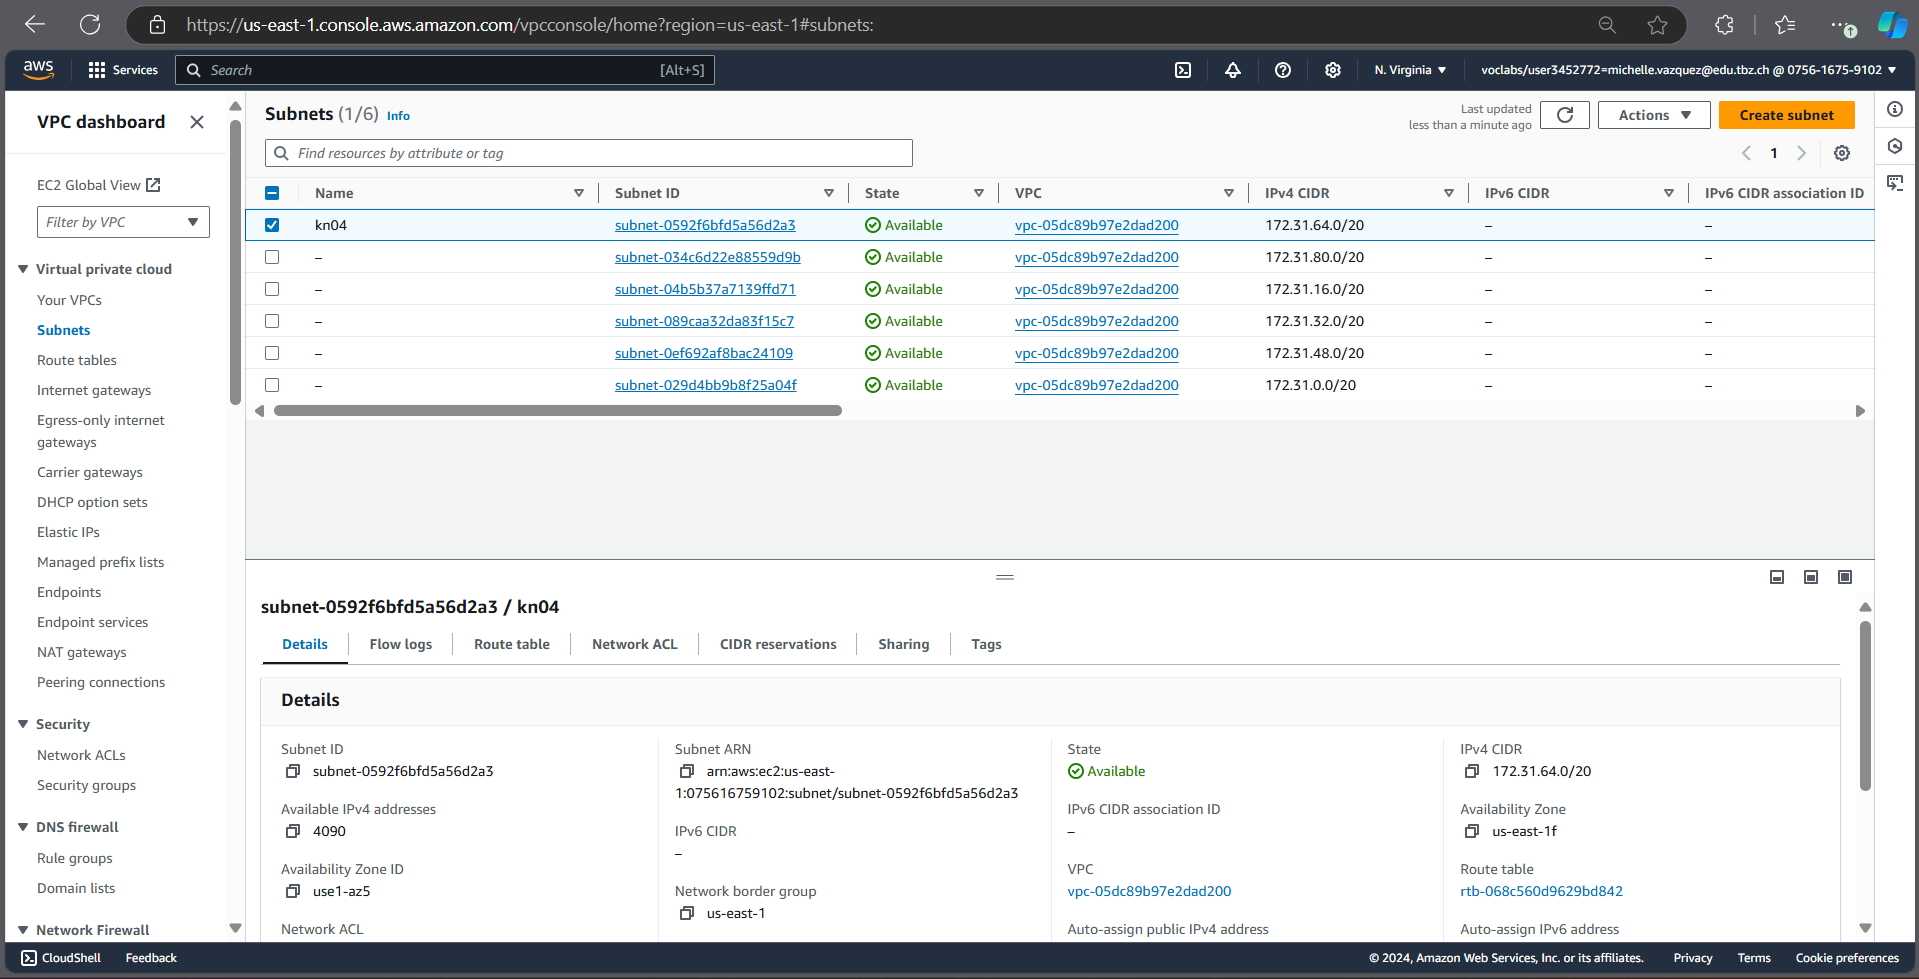 https://us-east-1.console.aws.amazon.com/vpcconsole/home?region=us-east-1#subnets:
aws
Services
Search
[Alt+S]
N. Virginia
voclabs/user3452772=michelle.vazquez@edu.tbz.ch @ 0756-1675-9102
VPC dashboard
EC2 Global View
Filter by VPC
Virtual private cloud
Your VPCs
Subnets
Route tables
Internet gateways
Egress-only internet
gateways
Carrier gateways
DHCP option sets
Elastic IPs
Managed prefix lists
Endpoints
Endpoint services
NAT gateways
Peering connections
Security
Network ACLs
Security groups
DNS firewall
Rule groups
Domain lists
Network Firewall
Subnets (1/6) Info
Last updated
less than a minute ago
Actions
Create subnet
Find resources by attribute or tag
1
Name Subnet ID State VPC IPv4 CIDR IPv6 CIDR IPv6 CIDR association ID
kn04 subnet-0592f6bfd5a56d2a3 Available vpc-05dc89b97e2dad200 172.31.64.0/20 – –
– subnet-034c6d22e88559d9b Available vpc-05dc89b97e2dad200 172.31.80.0/20 – –
– subnet-04b5b37a7139ffd71 Available vpc-05dc89b97e2dad200 172.31.16.0/20 – –
– subnet-089caa32da83f15c7 Available vpc-05dc89b97e2dad200 172.31.32.0/20 – –
– subnet-0ef692af8bac24109 Available vpc-05dc89b97e2dad200 172.31.48.0/20 – –
– subnet-029d4bb9b8f25a04f Available vpc-05dc89b97e2dad200 172.31.0.0/20 – –
subnet-0592f6bfd5a56d2a3 / kn04
Details Flow logs Route table Network ACL CIDR reservations Sharing Tags
Details
Subnet ID
subnet-0592f6bfd5a56d2a3
Available IPv4 addresses
4090
Availability Zone ID
use1-az5
Network ACL
Subnet ARN
arn:aws:ec2:us-east-
1:075616759102:subnet/subnet-0592f6bfd5a56d2a3
IPv6 CIDR
–
Network border group
us-east-1
State
Available
IPv6 CIDR association ID
–
VPC
vpc-05dc89b97e2dad200
Auto-assign public IPv4 address
IPv4 CIDR
172.31.64.0/20
Availability Zone
us-east-1f
Route table
rtb-068c560d9629bd842
Auto-assign IPv6 address
CloudShell Feedback
© 2024, Amazon Web Services, Inc. or its affiliates. Privacy Terms Cookie preferences